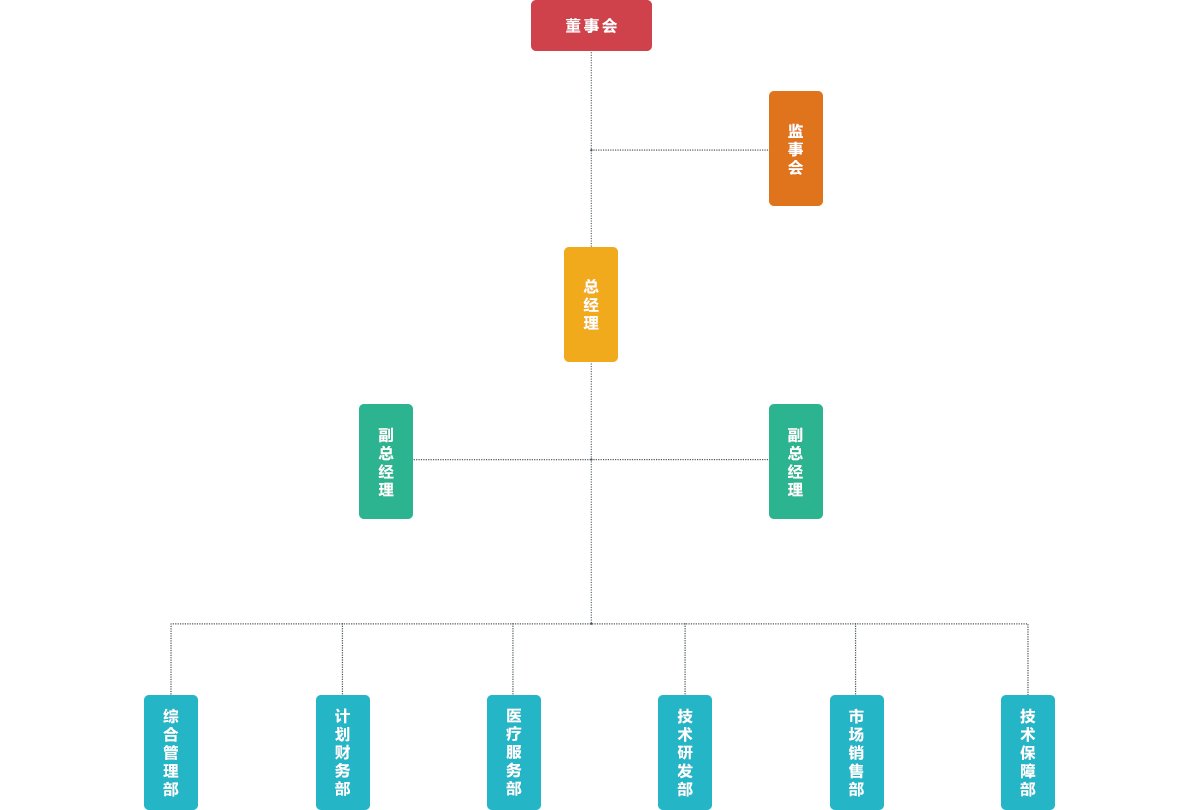 董事会
监事会
总经理
副总经理
副总经理
综合管理部
计划财务部
医疗服务部
技术研发部
市场销售部
技术保障部